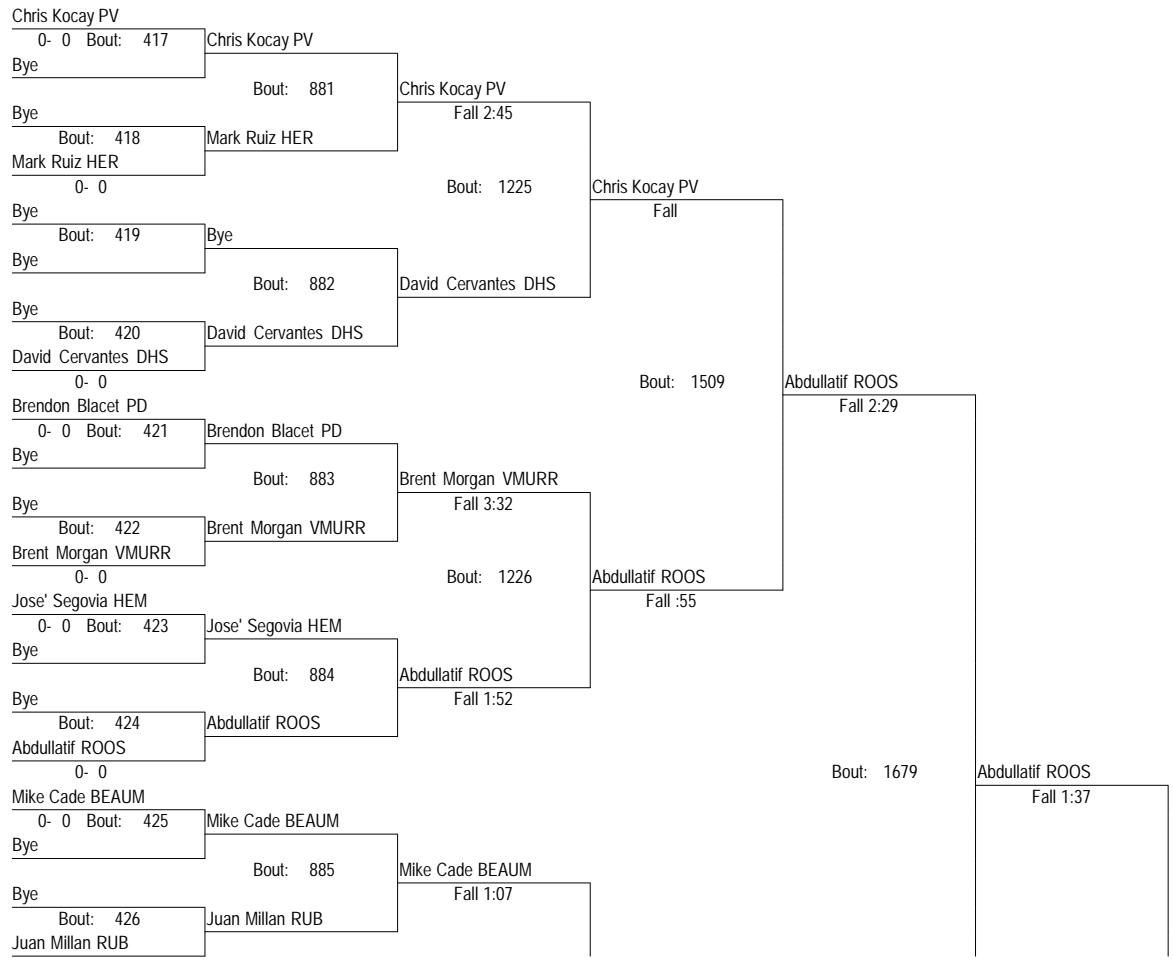 Chris Kocay PV
0- 0 Bout: 417 Chris Kocay PV
Bye
Bout: 881 Chris Kocay PV
Bye Fall 2:45
Bout: 418 Mark Ruiz HER
Mark Ruiz HER
0- 0 Bout: 1225 Chris Kocay PV
Bye Fall
Bout: 419 Bye
Bye
Bout: 882 David Cervantes DHS
Bye
Bout: 420 David Cervantes DHS
David Cervantes DHS
0- 0 Bout: 1509 Abdullatif ROOS
Brendon Blacet PD Fall 2:29
0- 0 Bout: 421 Brendon Blacet PD
Bye
Bout: 883 Brent Morgan VMURR
Bye Fall 3:32
Bout: 422 Brent Morgan VMURR
Brent Morgan VMURR
0- 0 Bout: 1226 Abdullatif ROOS
Jose' Segovia HEM Fall :55
0- 0 Bout: 423 Jose' Segovia HEM
Bye
Bout: 884 Abdullatif ROOS
Bye Fall 1:52
Bout: 424 Abdullatif ROOS
Abdullatif ROOS
0- 0 Bout: 1679 Abdullatif ROOS
Mike Cade BEAUM Fall 1:37
0- 0 Bout: 425 Mike Cade BEAUM
Bye
Bout: 885 Mike Cade BEAUM
Bye Fall 1:07
Bout: 426 Juan Millan RUB
Juan Millan RUB